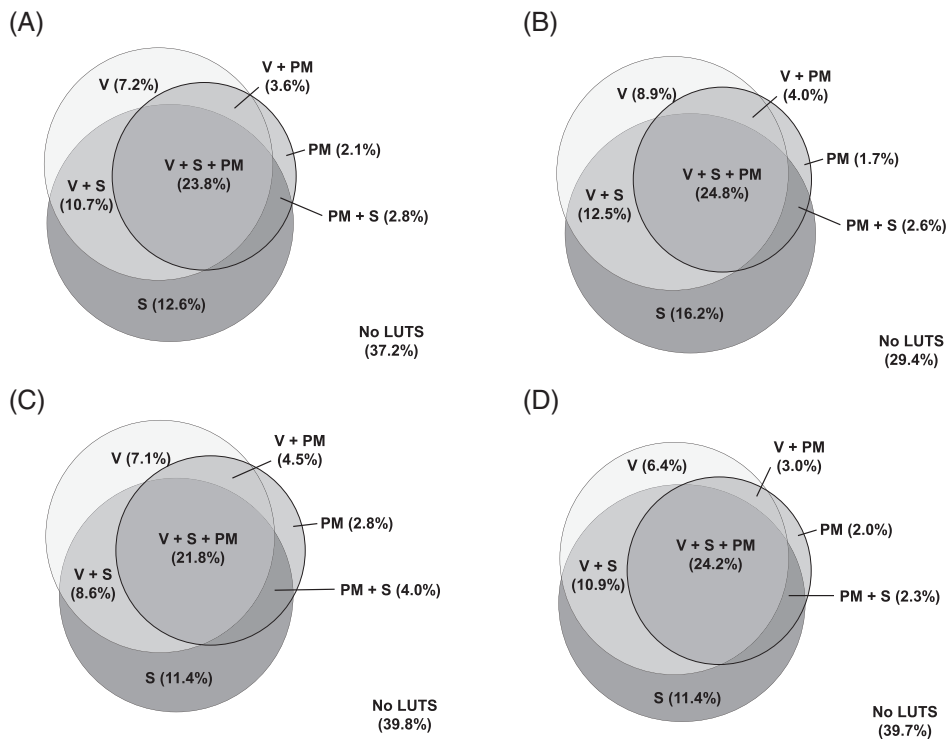 (A)
V (7.2%)
V + PM
(3.6%)
PM (2.1%)
V + S + PM
(23.8%)
V + S
(10.7%)
PM + S (2.8%)
S (12.6%)
No LUTS
(37.2%)
(B)
V (8.9%)
V + PM
(4.0%)
PM (1.7%)
V + S + PM
(24.8%)
V + S
(12.5%)
PM + S (2.6%)
S (16.2%)
No LUTS
(29.4%)
(C)
V (7.1%)
V + PM
(4.5%)
PM (2.8%)
V + S + PM
(21.8%)
V + S
(8.6%)
PM + S (4.0%)
S (11.4%)
No LUTS
(39.8%)
(D)
V (6.4%)
V + PM
(3.0%)
PM (2.0%)
V + S + PM
(24.2%)
V + S
(10.9%)
PM + S (2.3%)
S (11.4%)
No LUTS
(39.7%)